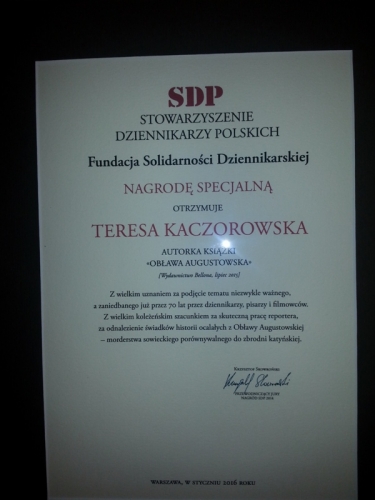 SDP
STOWARZYSZENIE
DZIENNIKARZY POLSKICH
Fundacja Solidarności Dziennikarskiej
NAGRODĘ SPECJALNĄ
OTRZYMUJE
TERESA KACZOROWSKA
AUTORKA KSIĄŻKI
«OBŁAWA AUGUSTOWSKA»
[Wydawnictwo Bellona, lipiec 2015]
Z wielkim uznaniem za podjęcie tematu niezwykle ważnego,
a zaniedbanego już przez 70 lat przez dziennikarzy, pisarzy i filmowców.
Z wielkim koleżeńskim szacunkiem za skuteczną pracę reportera,
za odnalezienie świadków historii ocalałych z Obławy Augustowskiej
– morderstwa sowieckiego porównywalnego do zbrodni katyńskiej.
WARSZAWA, W STYCZNIU 2016 ROKU